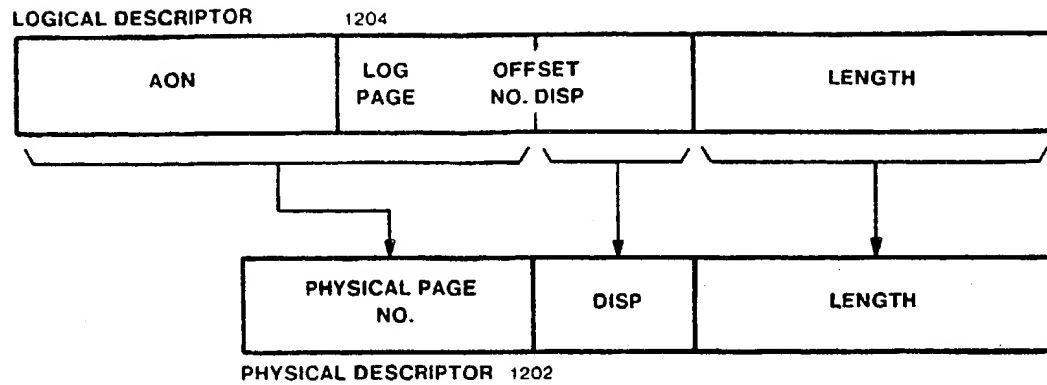 LOGICAL DESCRIPTOR 1204
AON
LOG OFFSET
PAGE NO. DISP
LENGTH
PHYSICAL PAGE
NO.
DISP
LENGTH
PHYSICAL DESCRIPTOR 1202